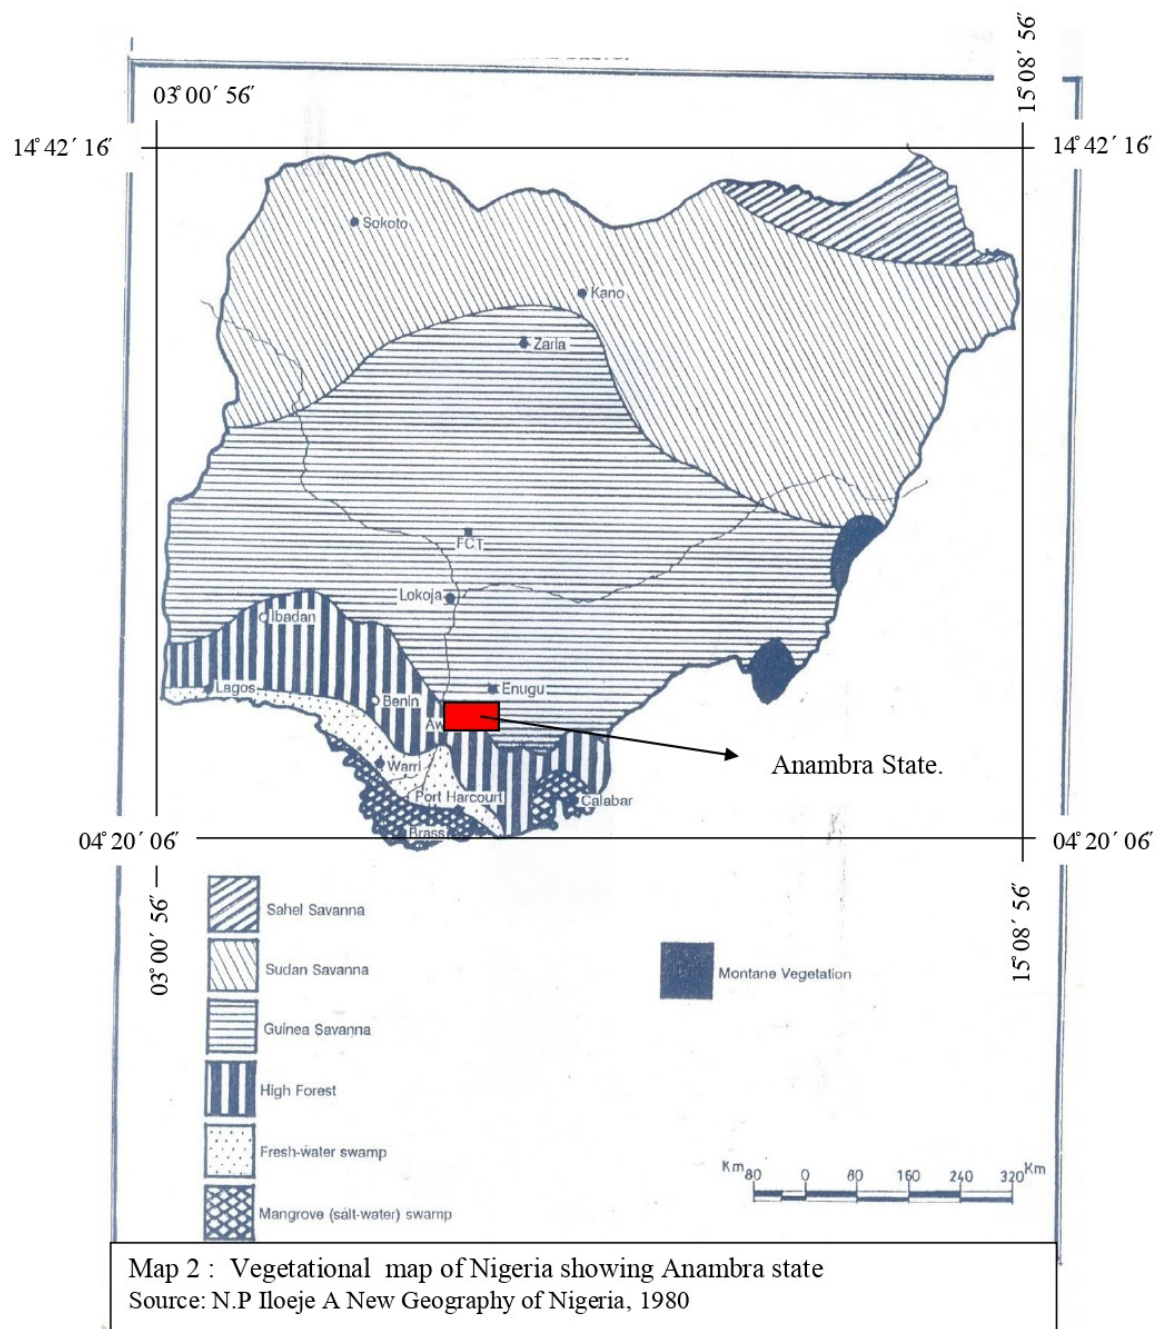 15° 08′ 56″
03° 00′ 56″
14° 42′ 16″
14° 42′ 16″
Sokoto
Kano
Zaria
FCT
Lokoja
Ibadan
Lagos
Enugu
Benin
Aw
Anambra State.
Warri
Port Harcourt
Calabar
Brass
04° 20′ 06″
04° 20′ 06″
03° 00′ 56″
15° 08′ 56″
Sahel Savanna
Sudan Savanna
Montane Vegetation
Guinea Savanna
High Forest
Fresh-water swamp
Km 80 0 80 160 240 320 Km
Mangrove (salt-water) swamp
Map 2 : Vegetational map of Nigeria showing Anambra state
Source: N.P Iloeje A New Geography of Nigeria, 1980